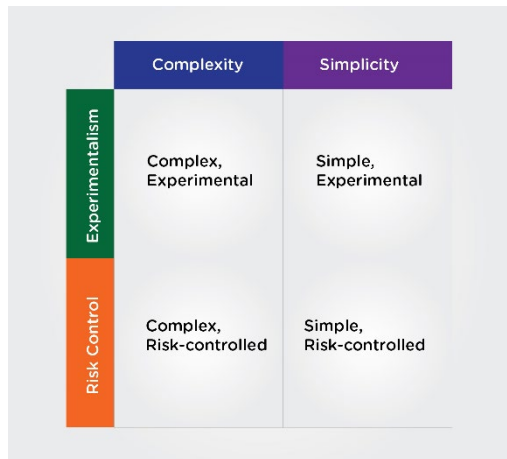 Complexity
Simplicity
Experimentalism
Complex,
Experimental
Simple,
Experimental
Risk Control
Complex,
Risk-controlled
Simple,
Risk-controlled